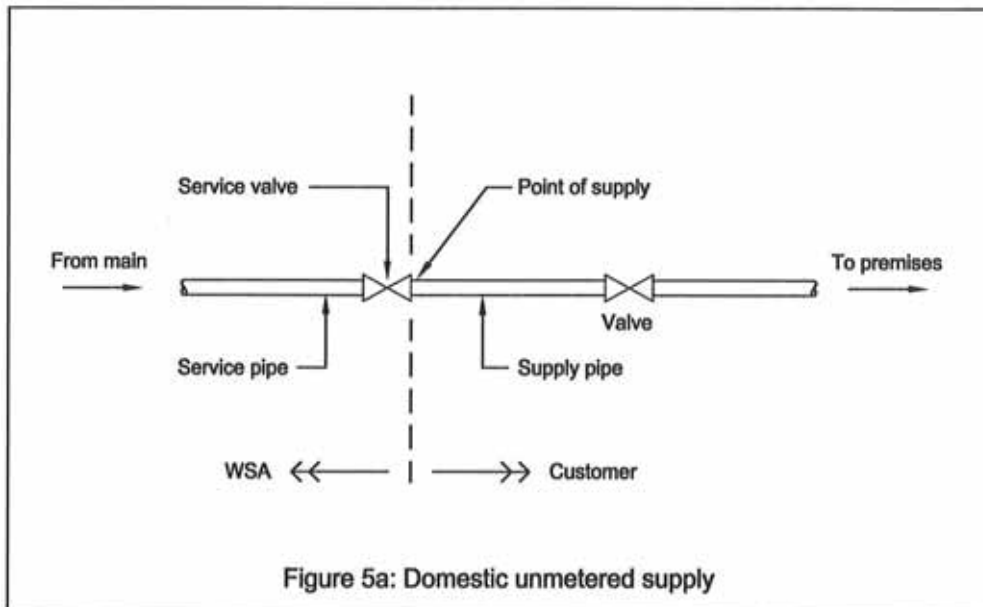 Service valve
Point of supply
From main
To premises
Valve
Service pipe
Supply pipe
WSA
Customer
Figure 5a: Domestic unmetered supply